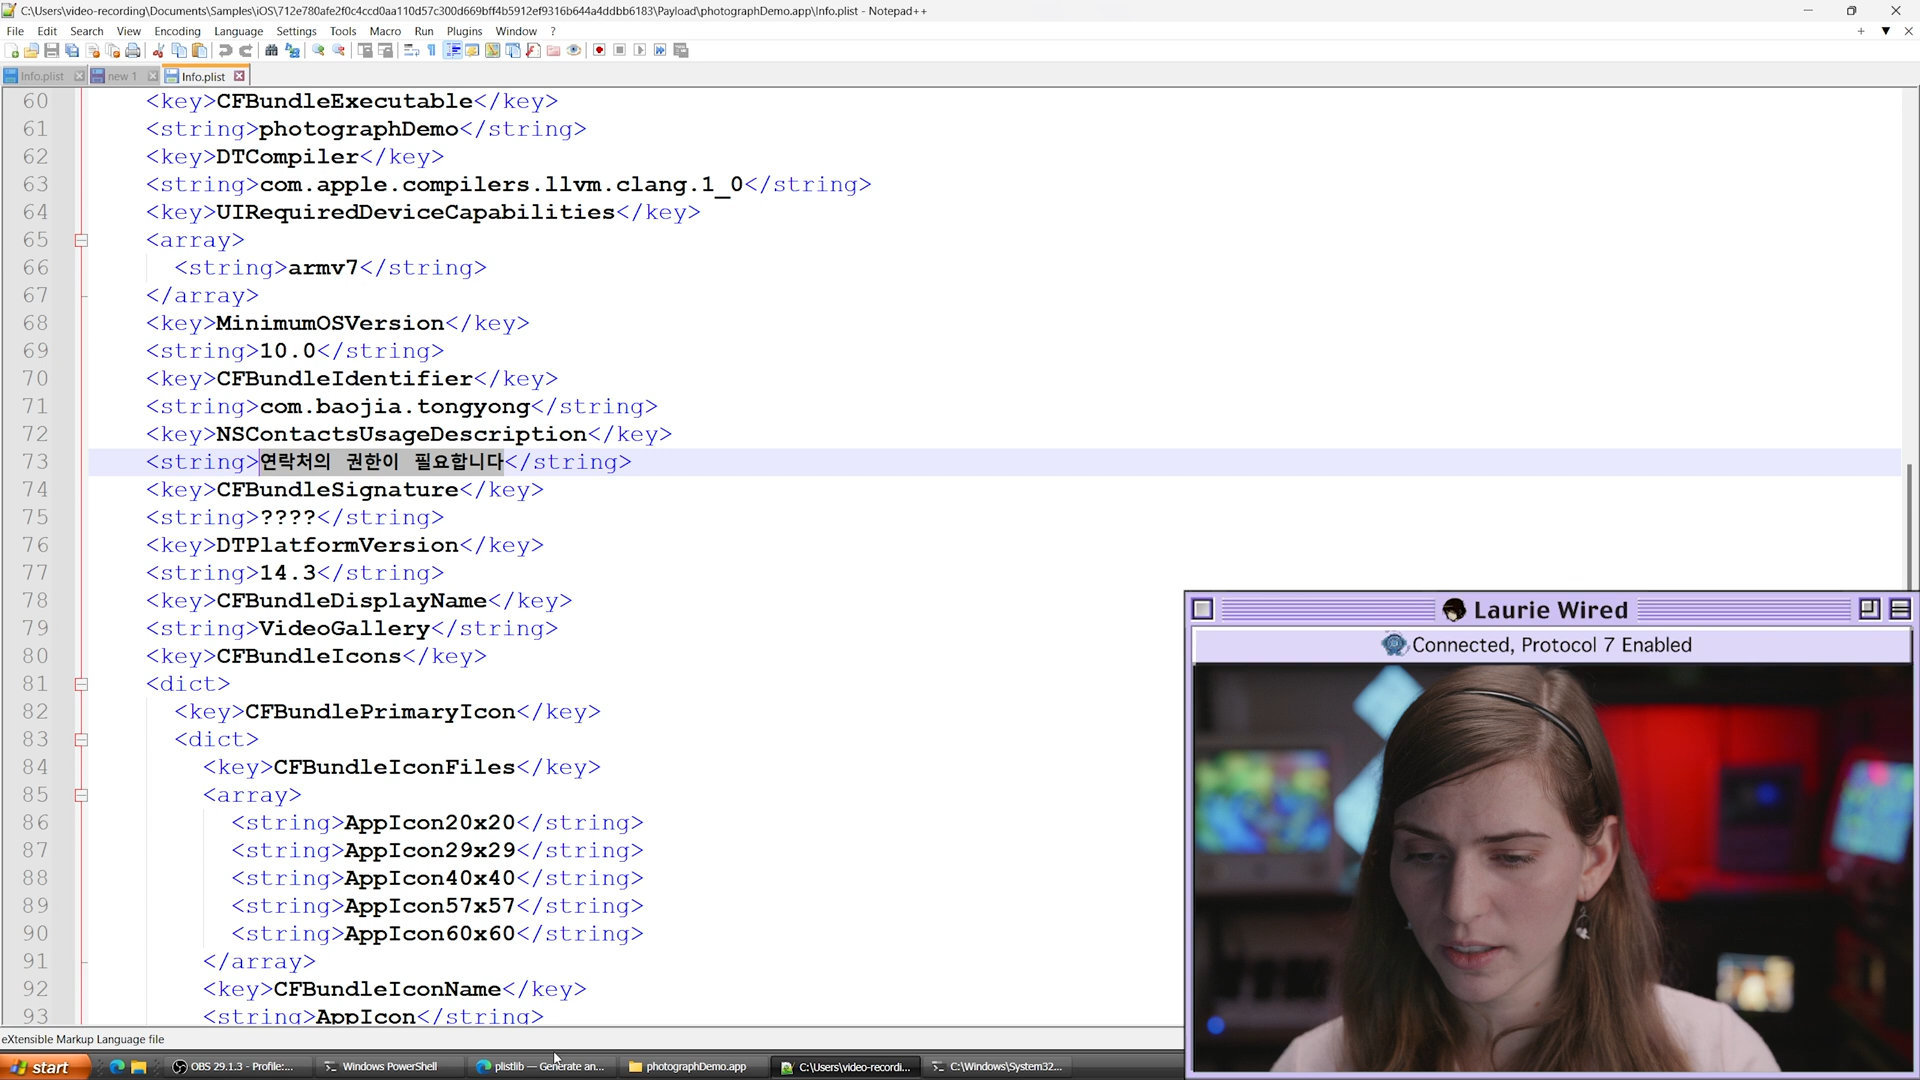 C:\Users\video-recording\Documents\Samples\iOS\712e780afe2f0c4ccd0aa110d57c300d669bff4b5912ef9316b644a4ddbb6183\Payload\photographDemo.app\Info.plist - Notepad++
File Edit Search View Encoding Language Settings Tools Macro Run Plugins Window ?
Info.plist new 1 Info.plist
60 <key>CFBundleExecutable</key>
61 <string>photographDemo</string>
62 <key>DTCompiler</key>
63 <string>com.apple.compilers.llvm.clang.1_0</string>
64 <key>UIRequiredDeviceCapabilities</key>
65 <array>
66 <string>armv7</string>
67 </array>
68 <key>MinimumOSVersion</key>
69 <string>10.0</string>
70 <key>CFBundleIdentifier</key>
71 <string>com.baojia.tongyong</string>
72 <key>NSContactsUsageDescription</key>
73 <string>연락처의 권한이 필요합니다</string>
74 <key>CFBundleSignature</key>
75 <string>????</string>
76 <key>DTPlatformVersion</key>
77 <string>14.3</string>
78 <key>CFBundleDisplayName</key>
79 <string>VideoGallery</string>
80 <key>CFBundleIcons</key>
81 <dict>
82 <key>CFBundlePrimaryIcon</key>
83 <dict>
84 <key>CFBundleIconFiles</key>
85 <array>
86 <string>AppIcon20x20</string>
87 <string>AppIcon29x29</string>
88 <string>AppIcon40x40</string>
89 <string>AppIcon57x57</string>
90 <string>AppIcon60x60</string>
91 </array>
92 <key>CFBundleIconName</key>
93 <string>AppIcon</string>
Laurie Wired
Connected, Protocol 7 Enabled
eXtensible Markup Language file
start OBS 29.1.3 - Profile:... Windows PowerShell plistlib — Generate an... photographDemo.app C:\Users\video-recordi... C:\Windows\System32...